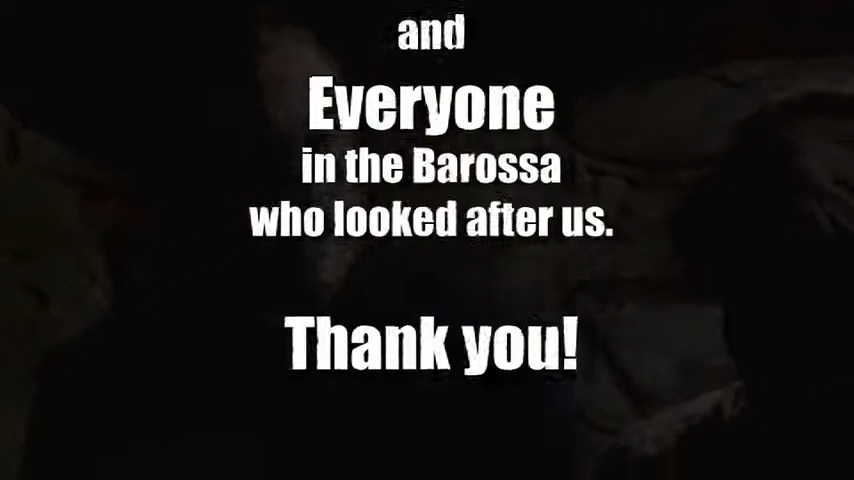 and
Everyone
in the Barossa
who looked after us.
Thank you!